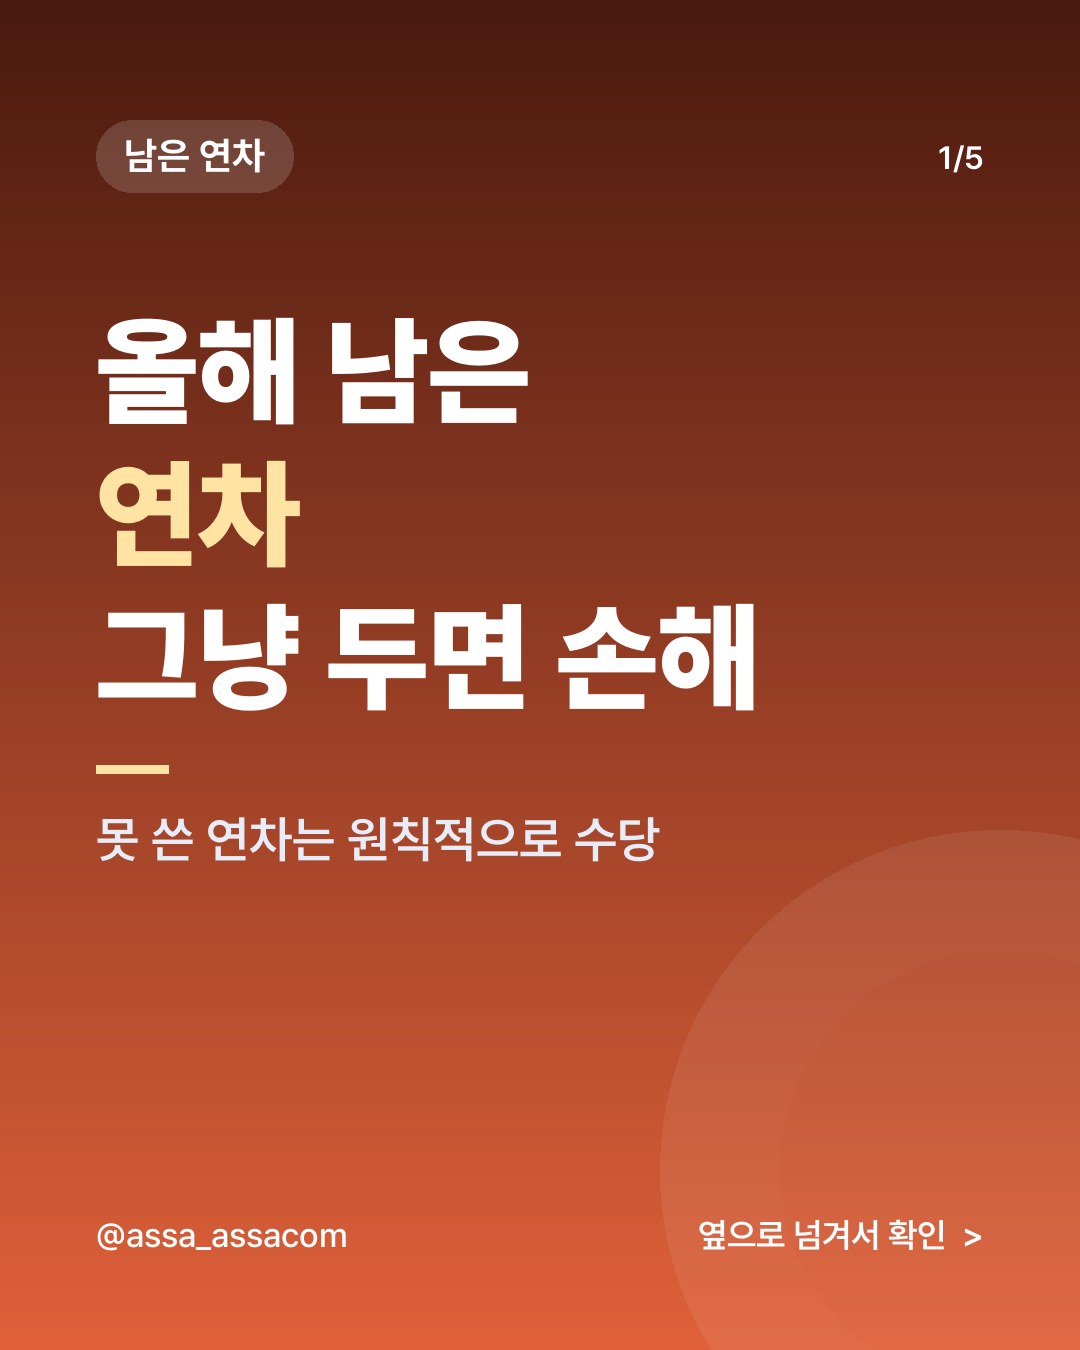 남은 연차
1/5
올해 남은
연차
그냥 두면 손해
못 쓴 연차는 원칙적으로 수당
@assa_assacom
옆으로 넘겨서 확인 >